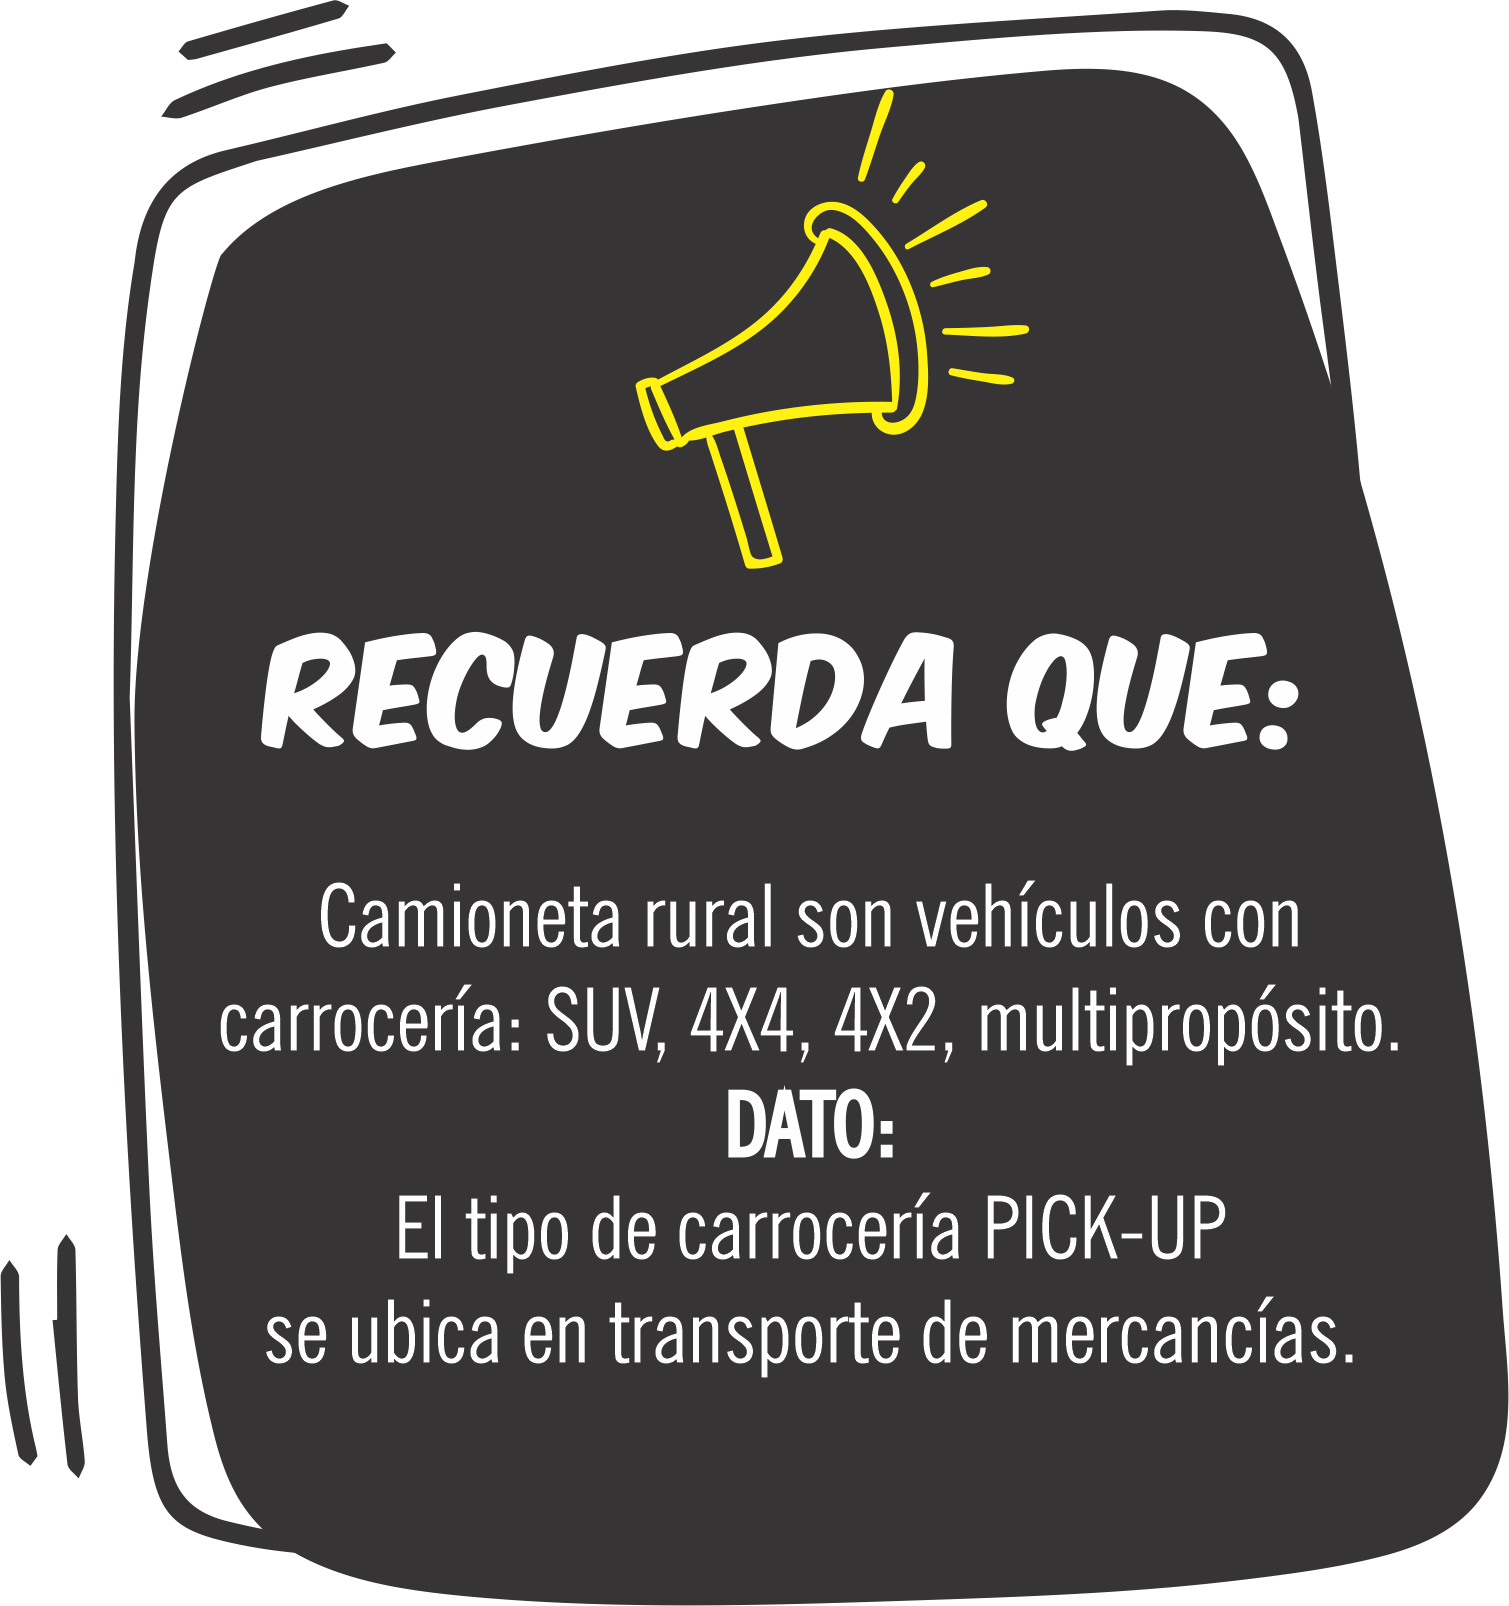 RECUERDA QUE:
Camioneta rural son vehículos con
carrocería: SUV, 4X4, 4X2, multipropósito.
DATO:
El tipo de carrocería PICK-UP
se ubica en transporte de mercancías.